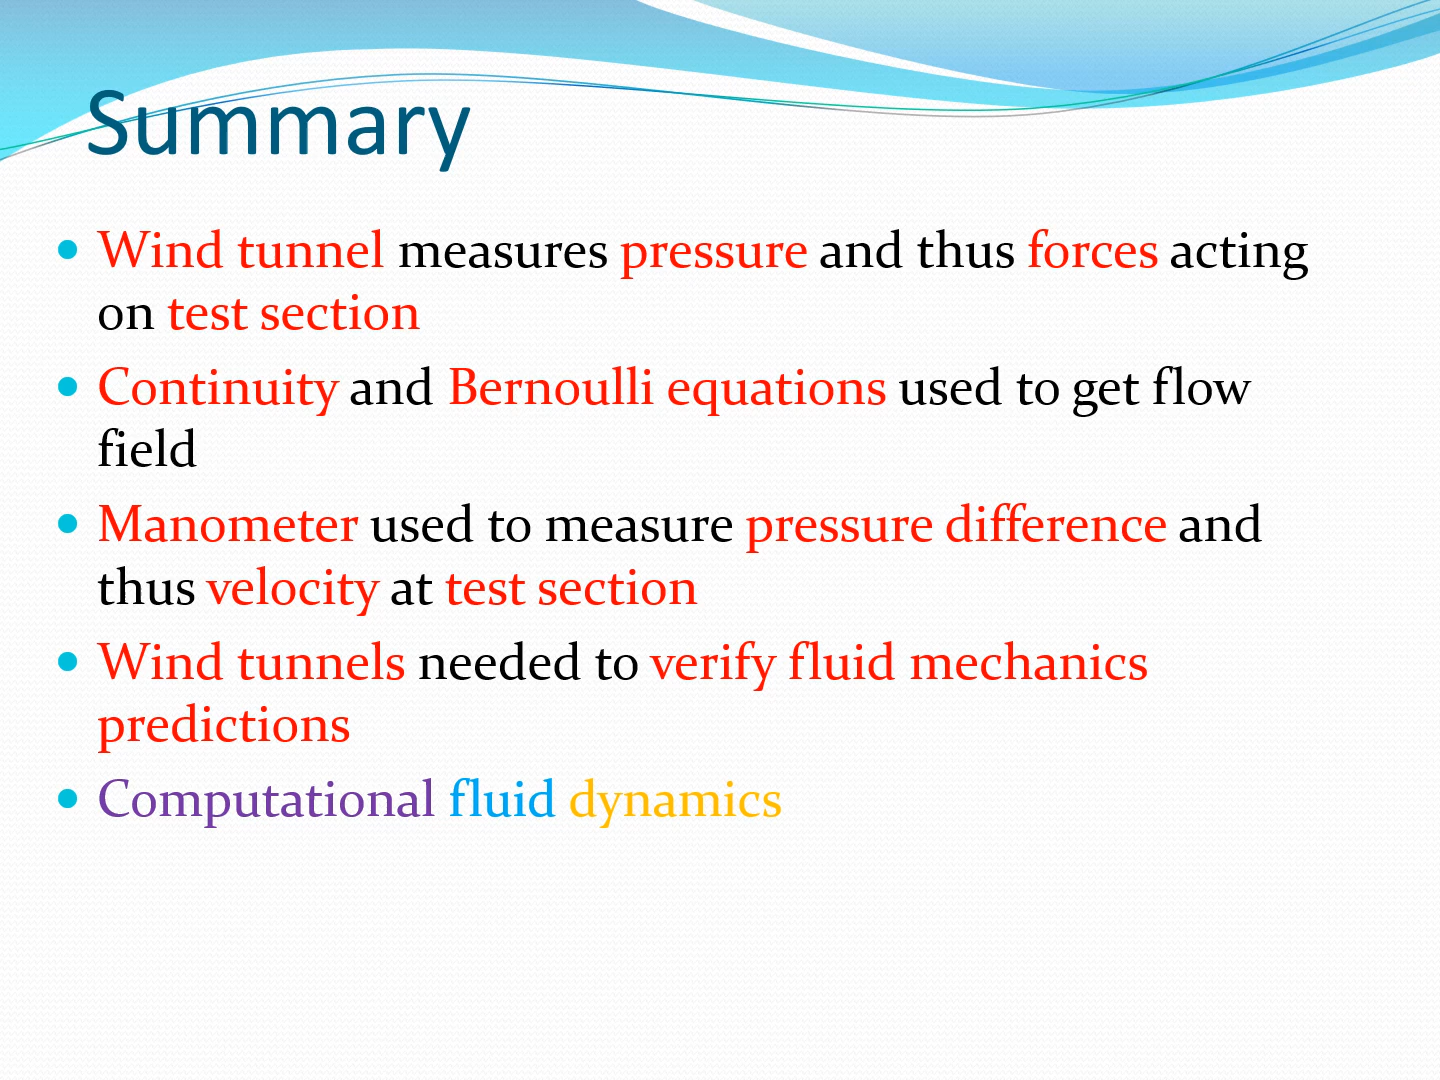 Summary
Wind tunnel measures pressure and thus forces acting
on test section
Continuity and Bernoulli equations used to get flow
field
Manometer used to measure pressure difference and
thus velocity at test section
Wind tunnels needed to verify fluid mechanics
predictions
Computational fluid dynamics